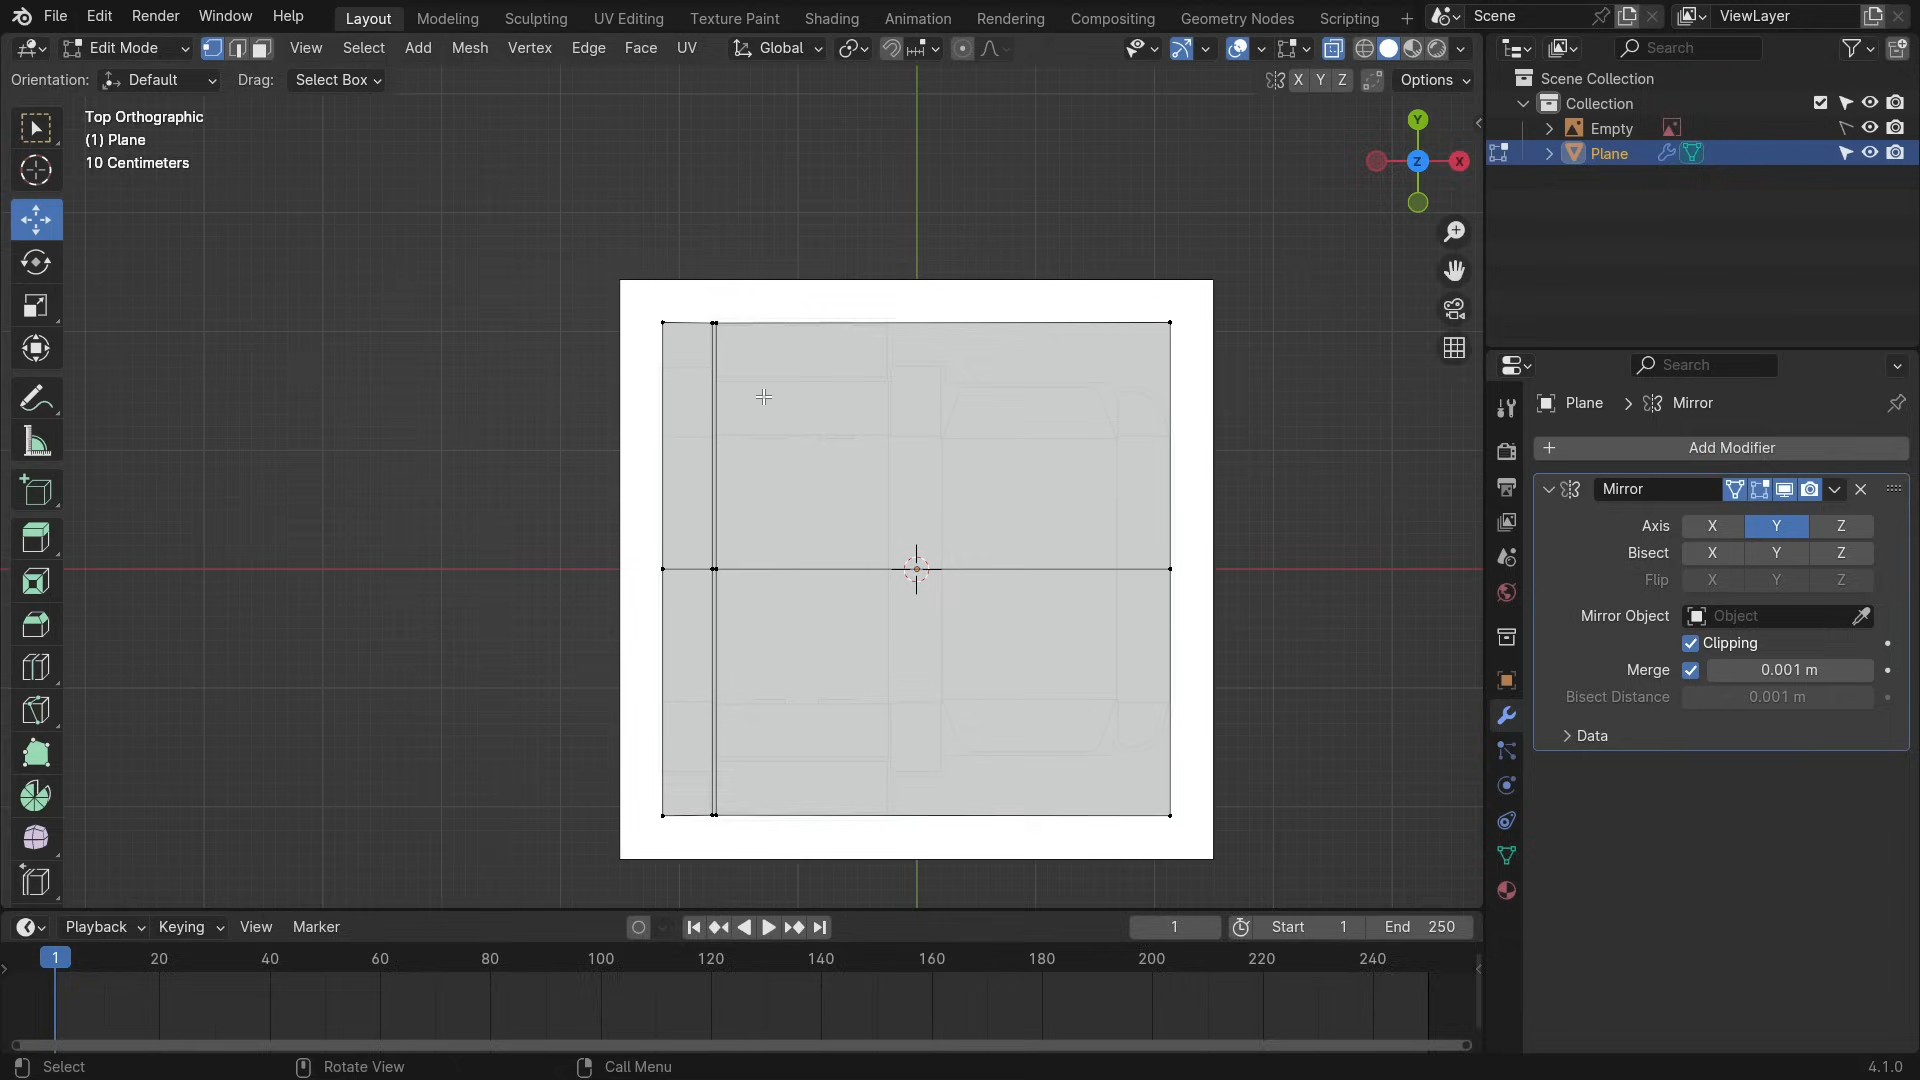 File Edit Render Window Help Layout Modeling Sculpting UV Editing Texture Paint Shading Animation Rendering Compositing Geometry Nodes Scripting + Scene ViewLayer
Edit Mode View Select Add Mesh Vertex Edge Face UV Global Search
Orientation: Default Drag: Select Box X Y Z Options
Scene Collection
Collection
Empty
Plane
Top Orthographic
(1) Plane
10 Centimeters
Y
Z
X
Search
Plane > Mirror
+ Add Modifier
Mirror
Axis X Y Z
Bisect X Y Z
Flip X Y Z
Mirror Object Object
Clipping
Merge 0.001 m
Bisect Distance 0.001 m
Data
Playback Keying View Marker 1 Start 1 End 250
1 20 40 60 80 100 120 140 160 180 200 220 240
Select Rotate View Call Menu 4.1.0